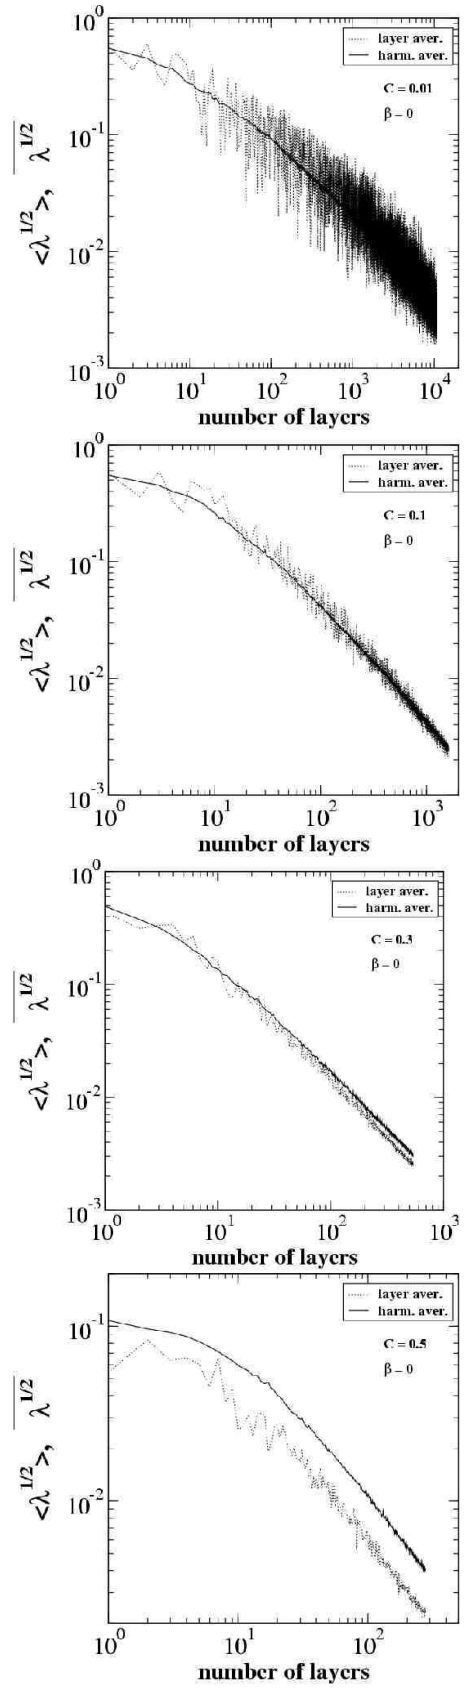 10^0
layer aver.
harm. aver.
C = 0.01
β = 0
10^-1
10^-2
10^-3
<λ^1/2>, λ^1/2
10^0 10^1 10^2 10^3 10^4
number of layers
10^0
layer aver.
harm. aver.
C = 0.1
β = 0
10^-1
10^-2
10^-3
<λ^1/2>, λ^1/2
10^0 10^1 10^2 10^3
number of layers
10^0
layer aver.
harm. aver.
C = 0.3
β = 0
10^-1
10^-2
10^-3
<λ^1/2>, λ^1/2
10^0 10^1 10^2 10^3
number of layers
layer aver.
harm. aver.
10^-1
C = 0.5
β = 0
10^-2
<λ^1/2>, λ^1/2
10^0 10^1 10^2
number of layers